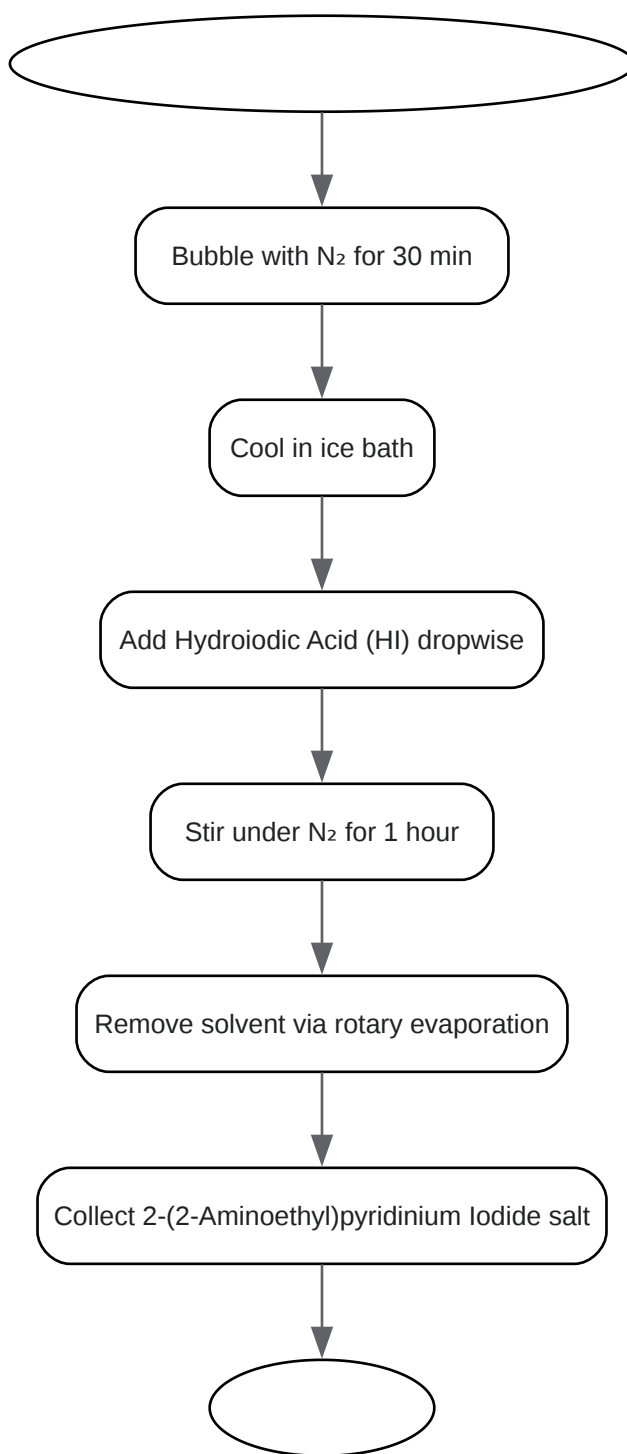 Bubble with N₂ for 30 min
Cool in ice bath
Add Hydroiodic Acid (HI) dropwise
Stir under N₂ for 1 hour
Remove solvent via rotary evaporation
Collect 2-(2-Aminoethyl)pyridinium Iodide salt